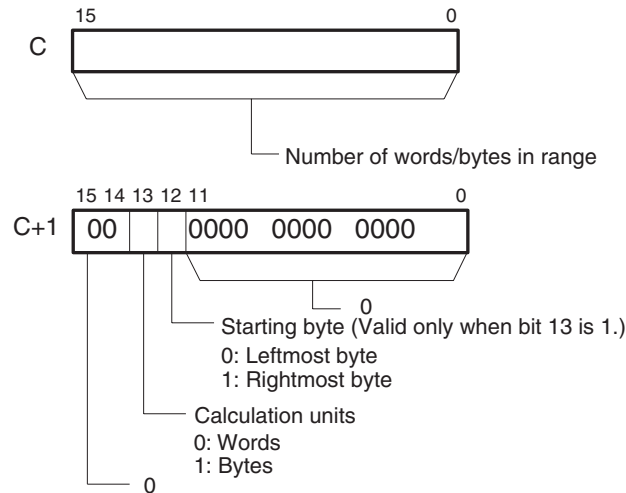 15 0
C
Number of words/bytes in range
15 14 13 12 11 0
C+1 00 0000 0000 0000
0
Starting byte (Valid only when bit 13 is 1.)
0: Leftmost byte
1: Rightmost byte
Calculation units
0: Words
1: Bytes
0